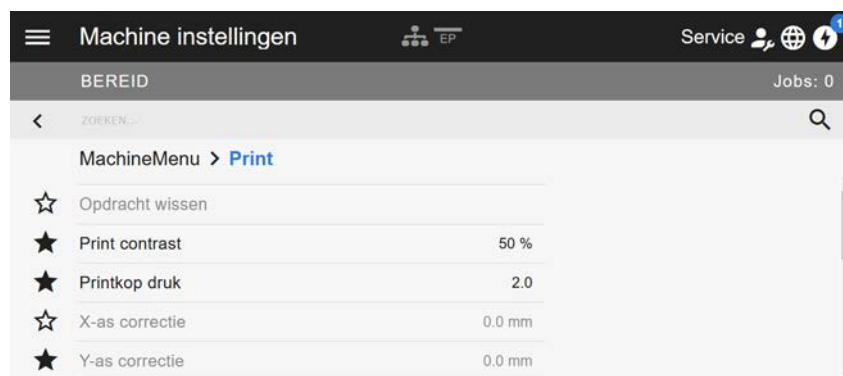 Machine instellingen EP Service 1
BEREID Jobs: 0
ZOEKEN...
MachineMenu > Print
Opdracht wissen
Print contrast 50 %
Printkop druk 2.0
X-as correctie 0.0 mm
Y-as correctie 0.0 mm